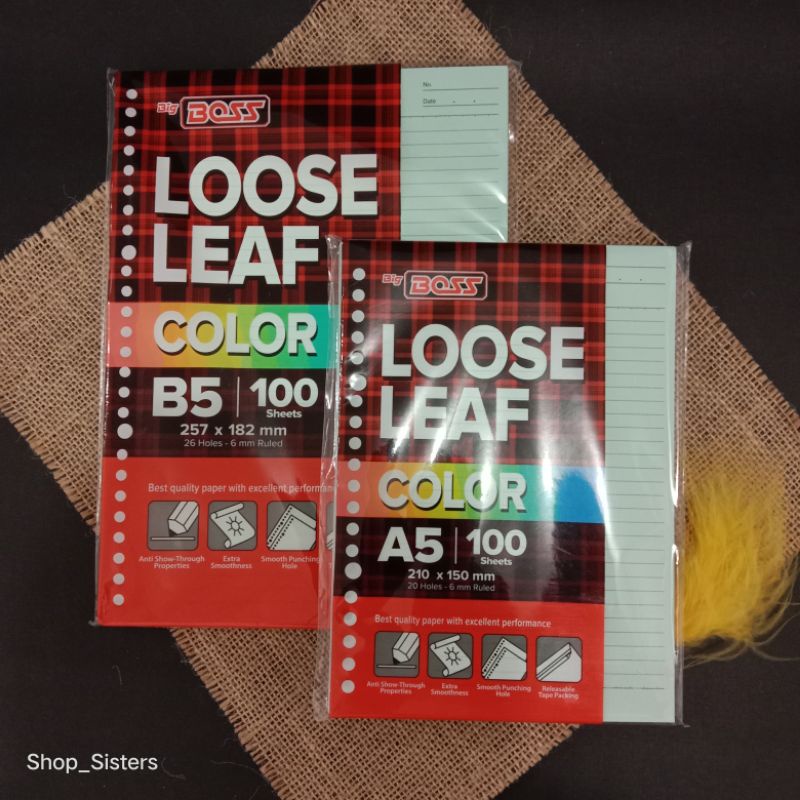 Big BOSS
LOOSE
LEAF
COLOR
B5 | 100
Sheets
257 x 182 mm
26 Holes - 6 mm Ruled
Best quality paper with excellent performan
Anti Show-Through
Properties
Extra
Smoothness
Smooth Punching
Hole
No.
Date
Big BOSS
LOOSE
LEAF
COLOR
A5 | 100
Sheets
210 x 150 mm
20 Holes - 6 mm Ruled
Best quality paper with excellent performance
Anti Show-Through
Properties
Extra
Smoothness
Smooth Punching
Hole
Releasable
Tape Packing
Shop_Sisters